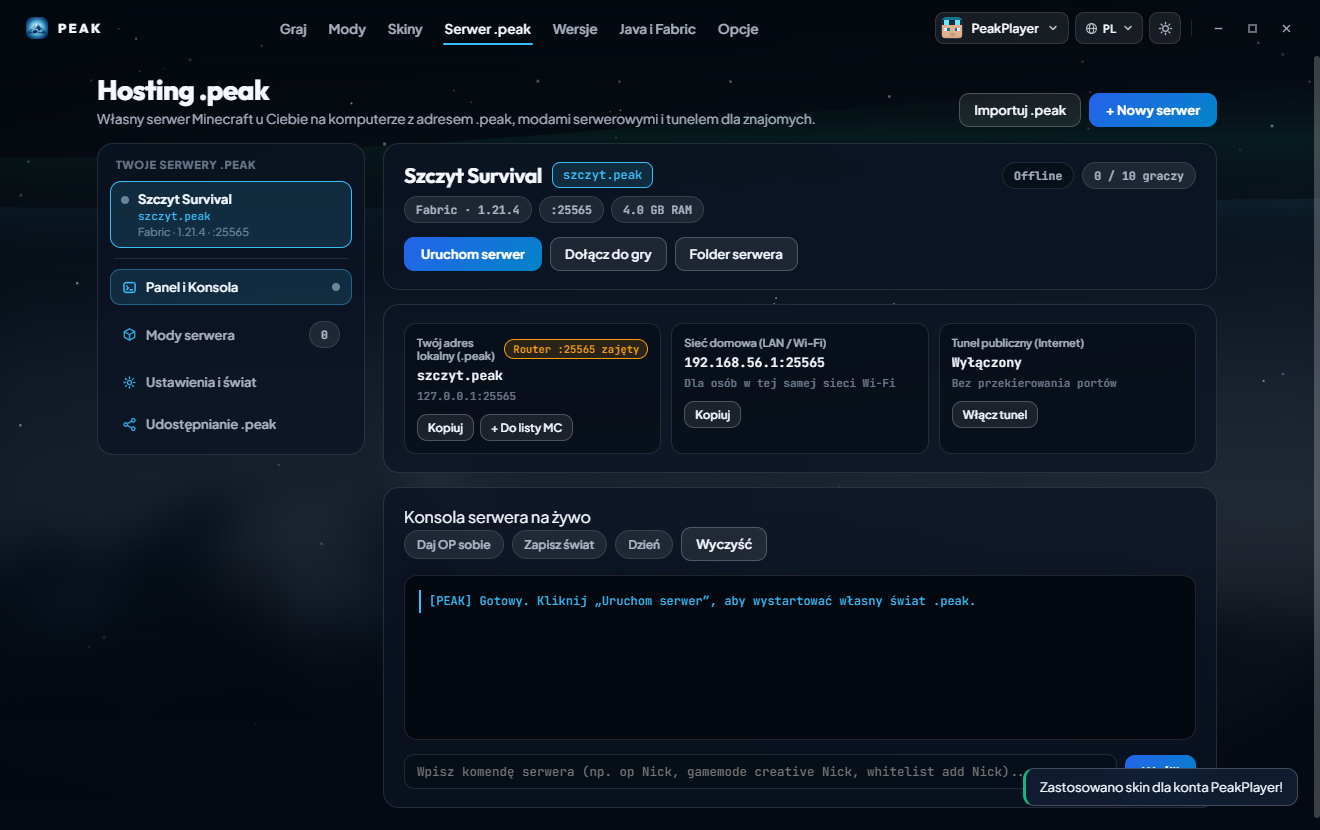 PEAK
Graj Mody Skiny Serwer .peak Wersje Java i Fabric Opcje
PeakPlayer PL
Hosting .peak
Własny serwer Minecraft u Ciebie na komputerze z adresem .peak, modami serwerowymi i tunelem dla znajomych.
Importuj .peak
+ Nowy serwer
TWOJE SERWERY .PEAK
Szczyt Survival
szczyt.peak
Fabric · 1.21.4 · :25565
Panel i Konsola
Mody serwera 0
Ustawienia i świat
Udostępnianie .peak
Szczyt Survival szczyt.peak
Offline 0 / 10 graczy
Fabric · 1.21.4 :25565 4.0 GB RAM
Uruchom serwer Dołącz do gry Folder serwera
Twój adres
lokalny (.peak)
Router :25565 zajęty
szczyt.peak
127.0.0.1:25565
Kopiuj + Do listy MC
Sieć domowa (LAN / Wi-Fi)
192.168.56.1:25565
Dla osób w tej samej sieci Wi-Fi
Kopiuj
Tunel publiczny (Internet)
Wyłączony
Bez przekierowania portów
Włącz tunel
Konsola serwera na żywo
Daj OP sobie Zapisz świat Dzień Wyczyść
[PEAK] Gotowy. Kliknij „Uruchom serwer”, aby wystartować własny świat .peak.
Wpisz komendę serwera (np. op Nick, gamemode creative Nick, whitelist add Nick)..
Zastosowano skin dla konta PeakPlayer!